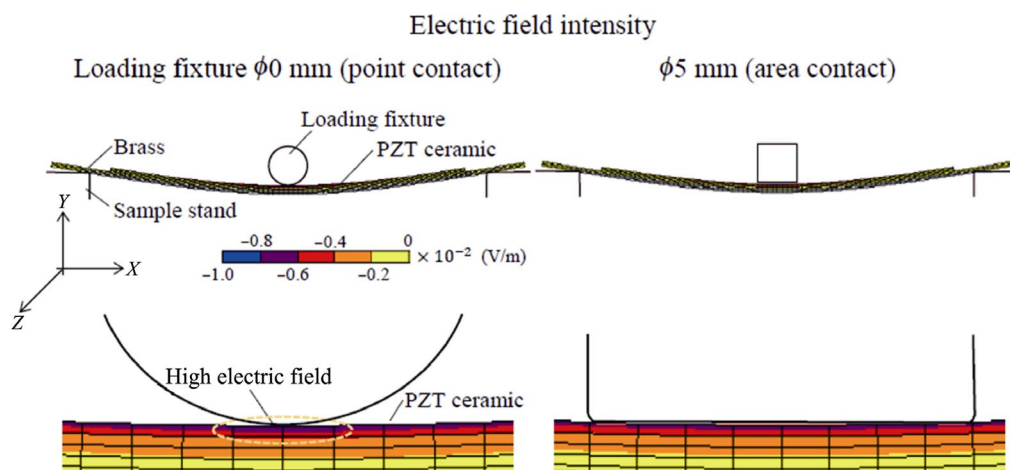 Electric field intensity
Loading fixture ϕ0 mm (point contact)
ϕ5 mm (area contact)
Loading fixture
Brass
PZT ceramic
Sample stand
Y
X
Z
−0.8 −0.4 0
× 10⁻² (V/m)
−1.0 −0.6 −0.2
High electric field
PZT ceramic